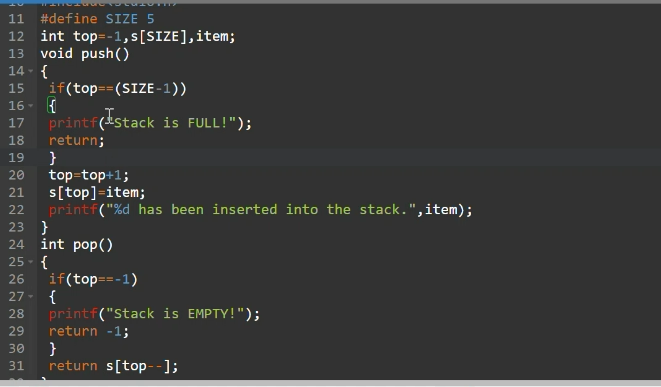 10 #include<stdio.h>
11 #define SIZE 5
12 int top=-1,s[SIZE],item;
13 void push()
14 {
15 if(top==(SIZE-1))
16 {
17 printf("Stack is FULL!");
18 return;
19 }
20 top=top+1;
21 s[top]=item;
22 printf("%d has been inserted into the stack.",item);
23 }
24 int pop()
25 {
26 if(top==-1)
27 {
28 printf("Stack is EMPTY!");
29 return -1;
30 }
31 return s[top--];